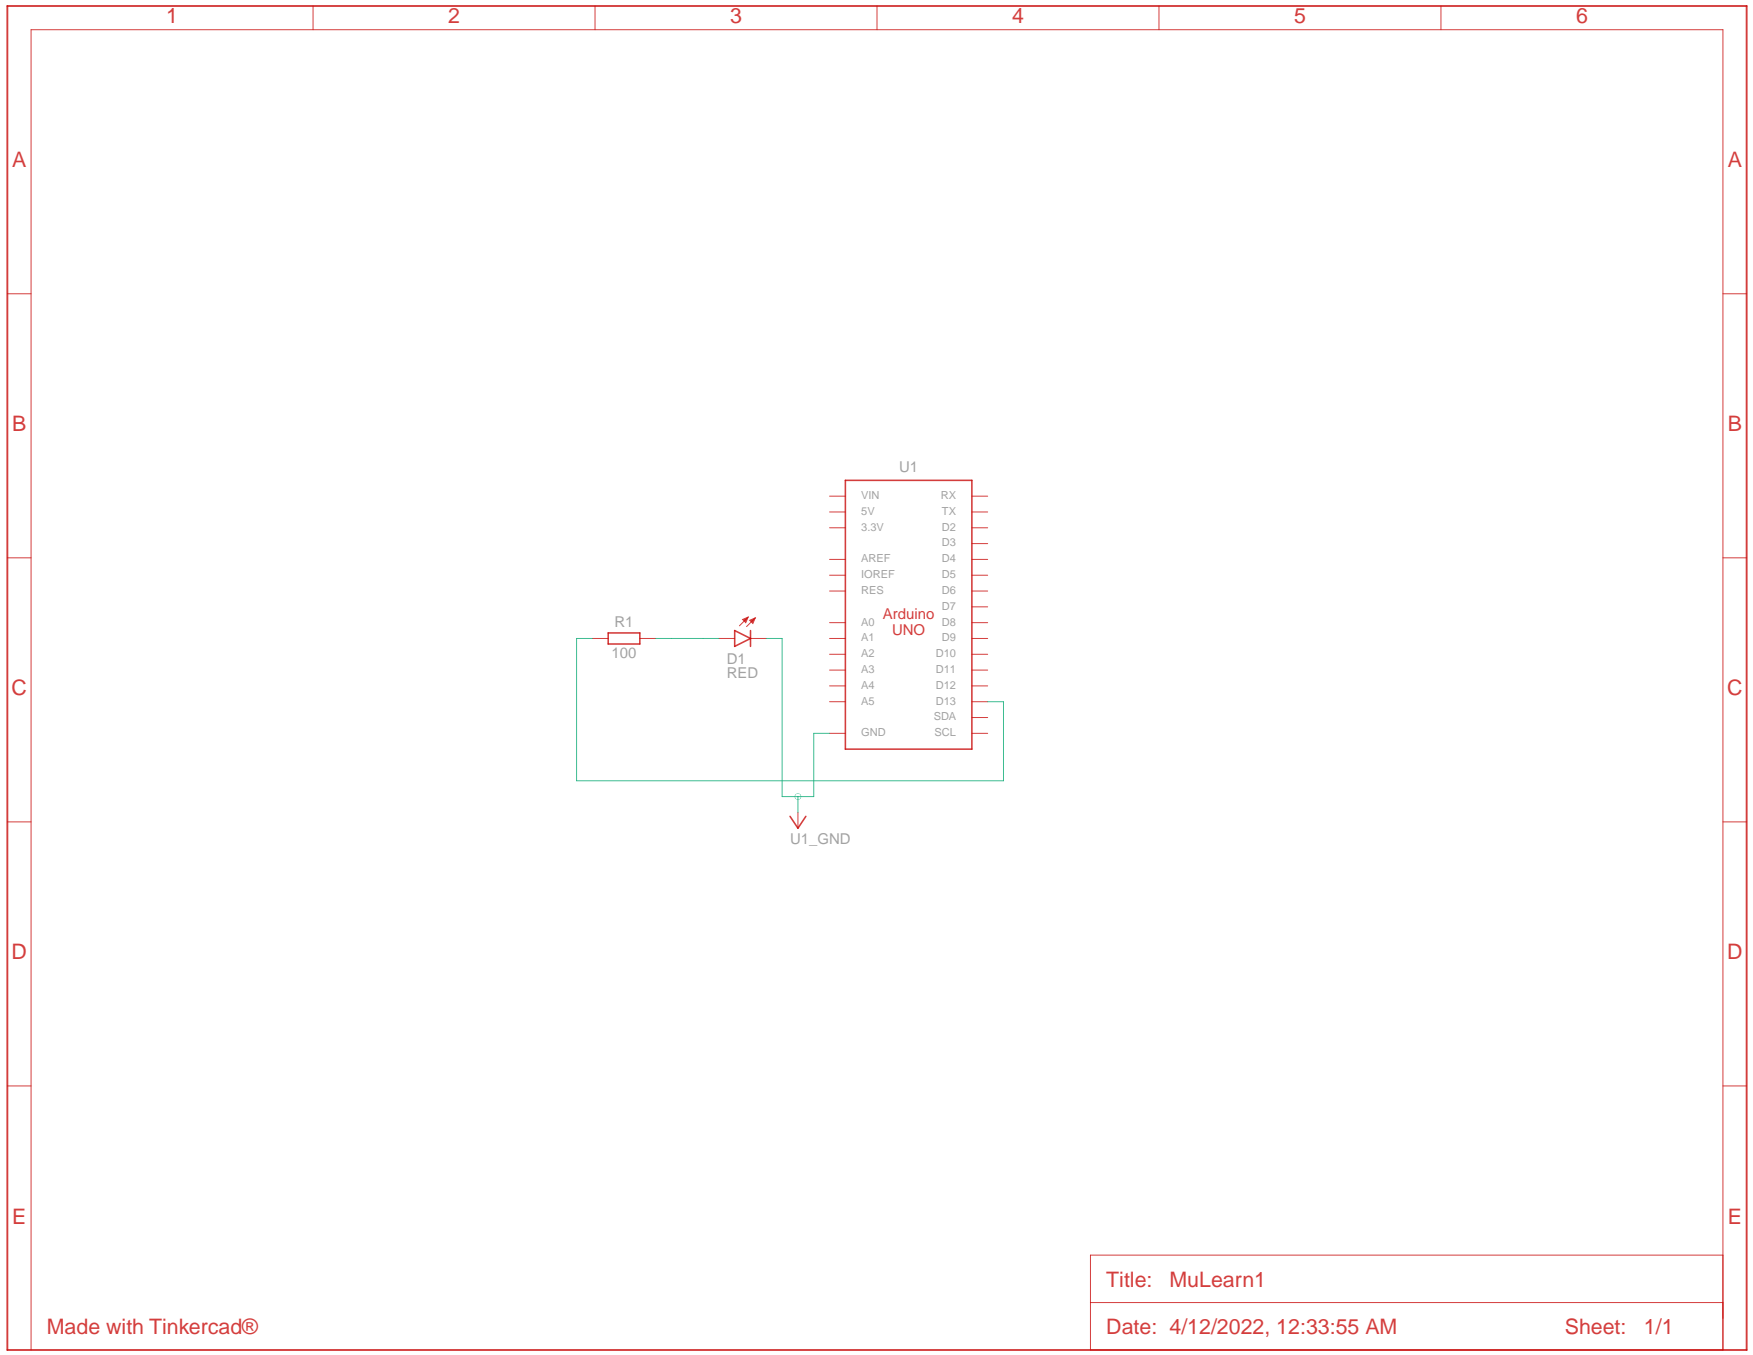 1 2 3 4 5 6
A A
B B
U1
VIN RX
5V TX
3.3V D2
D3
AREF D4
IOREF D5
RES D6
D7
Arduino
A0 D8
UNO
A1 D9
A2 D10
A3 D11
A4 D12
A5 D13
SDA
GND SCL
R1
100
D1
RED
C C
U1_GND
D D
E E
Title: MuLearn1
Made with Tinkercad®
Date: 4/12/2022, 12:33:55 AM Sheet: 1/1